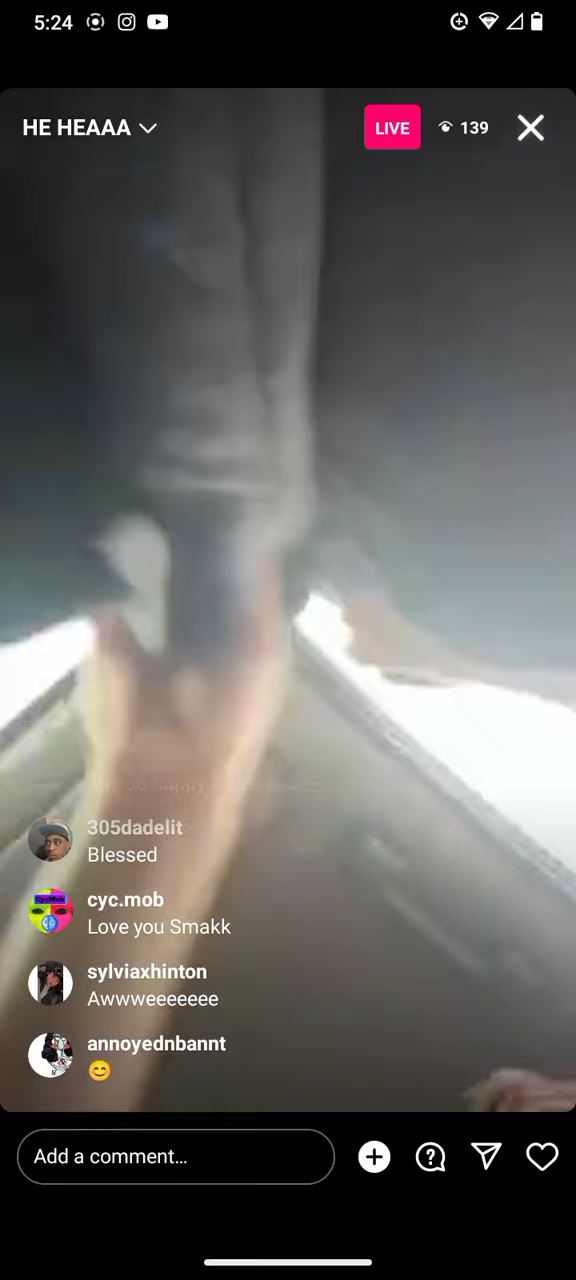 5:24
HE HEAAA
LIVE
139
305dadelit
Blessed
cyc.mob
Love you Smakk
sylviaxhinton
Awwweeeeeee
annoyednbannt
😊
Add a comment...